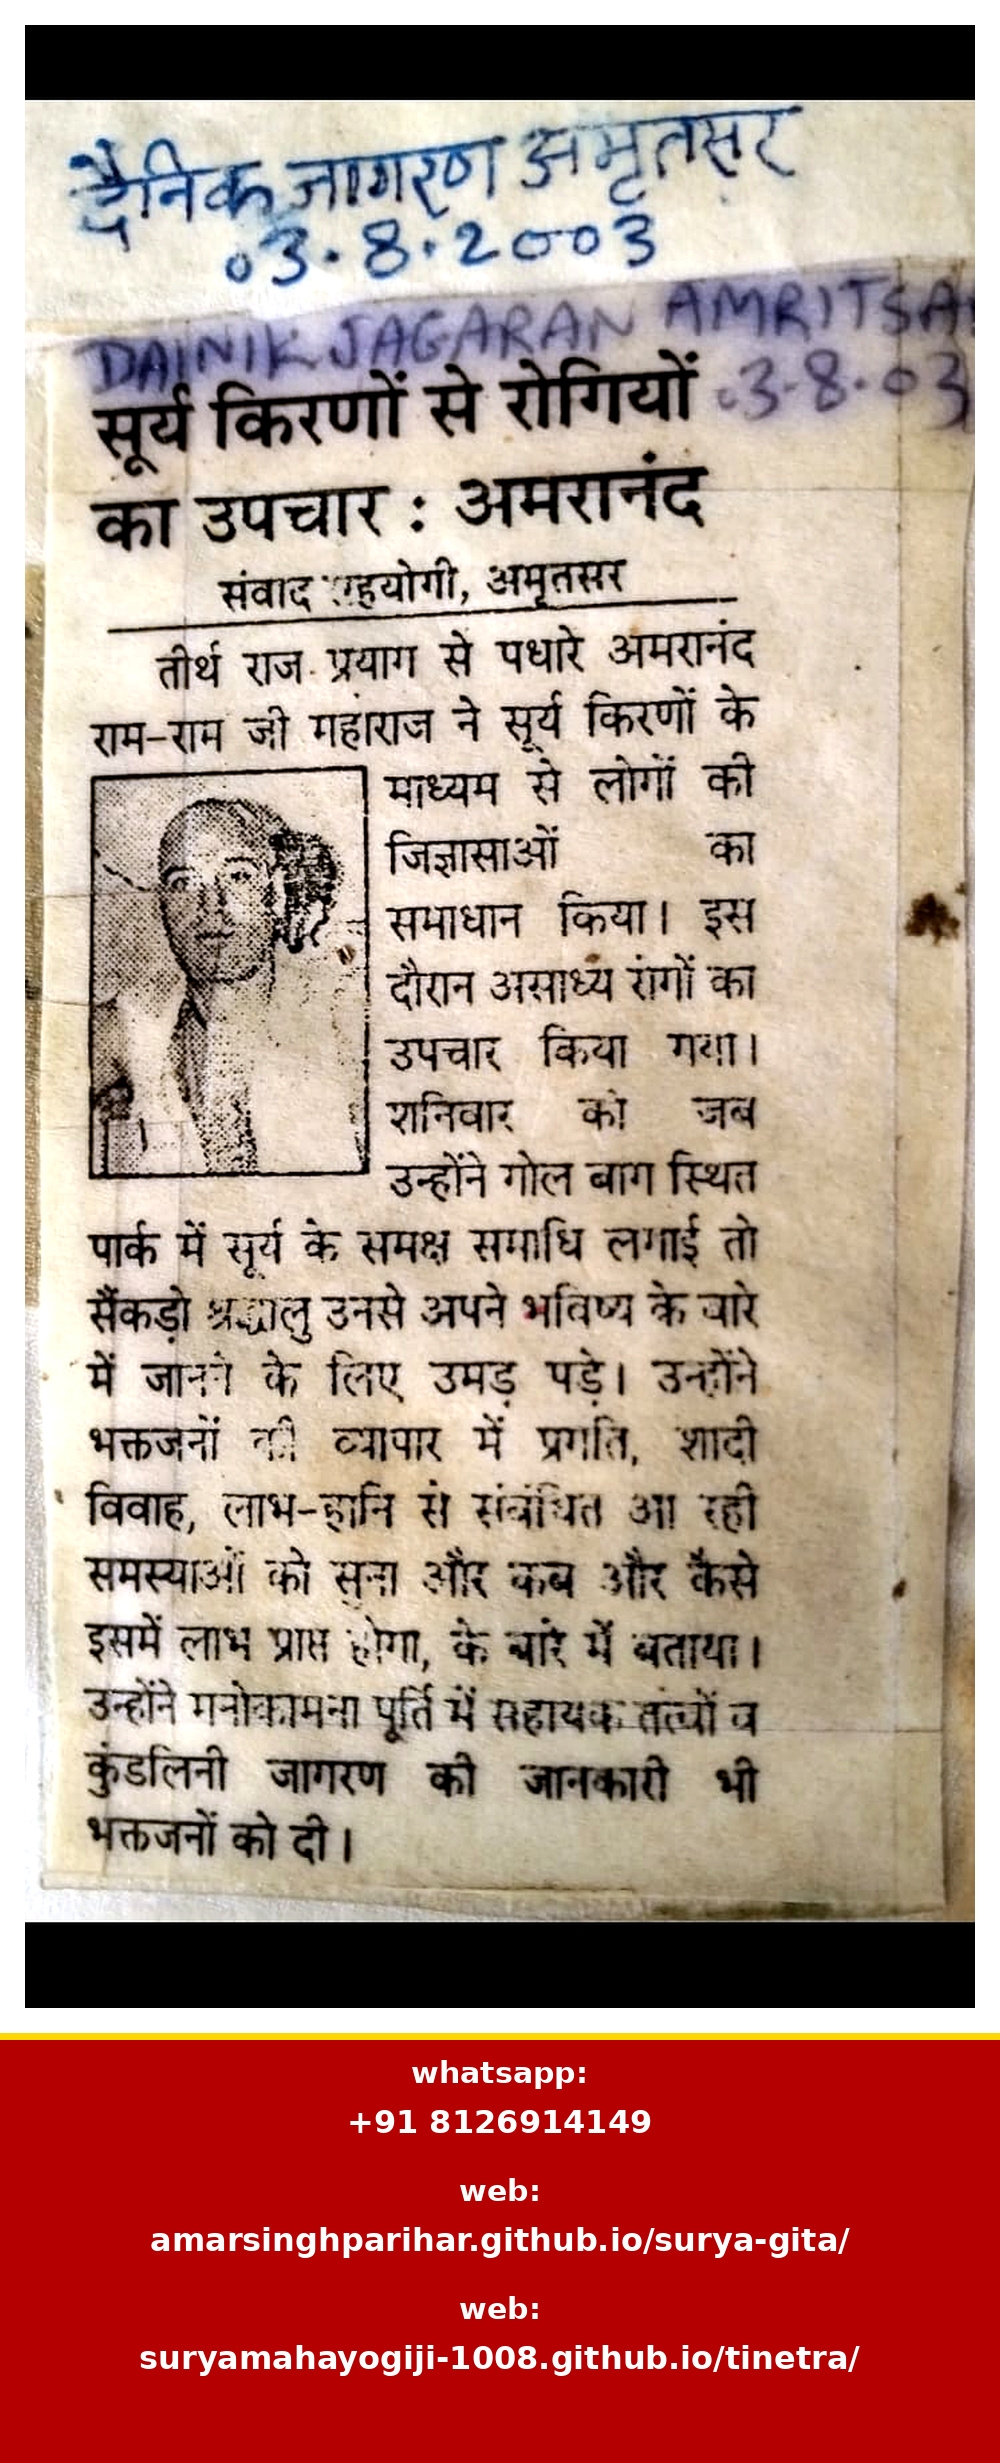 दैनिक जागरण अमृतसर
03.8.2003
DAINIK JAGARAN AMRITSA
03-8-03
सूर्य किरणों से रोगियों
का उपचार : अमरानंद
संवाद सहयोगी, अमृतसर
तीर्थ राज प्रयाग से पधारे अमरानंद
राम-राम जी महाराज ने सूर्य किरणों के
माध्यम से लोगों की
जिज्ञासाओं का
समाधान किया। इस
दौरान असाध्य रोगों का
उपचार किया गया।
शनिवार को जब
उन्होंने गोल बाग स्थित
पार्क में सूर्य के समक्ष समाधि लगाई तो
सैंकड़ो श्रद्धालु उनसे अपने भविष्य के बारे
में जानने के लिए उमड़ पड़े। उन्होंने
भक्तजनों की व्यापार में प्रगति, शादी
विवाह, लाभ-हानि से संबंधित आ रही
समस्याओं को सुना और कब और कैसे
इसमें लाभ प्राप्त होगा, के बारे में बताया।
उन्होंने मनोकामना पूर्ति में सहायक तत्वों व
कुंडलिनी जागरण की जानकारी भी
भक्तजनों को दी।
whatsapp:
+91 8126914149
web:
amarsinghparihar.github.io/surya-gita/
web:
suryamahayogiji-1008.github.io/tinetra/